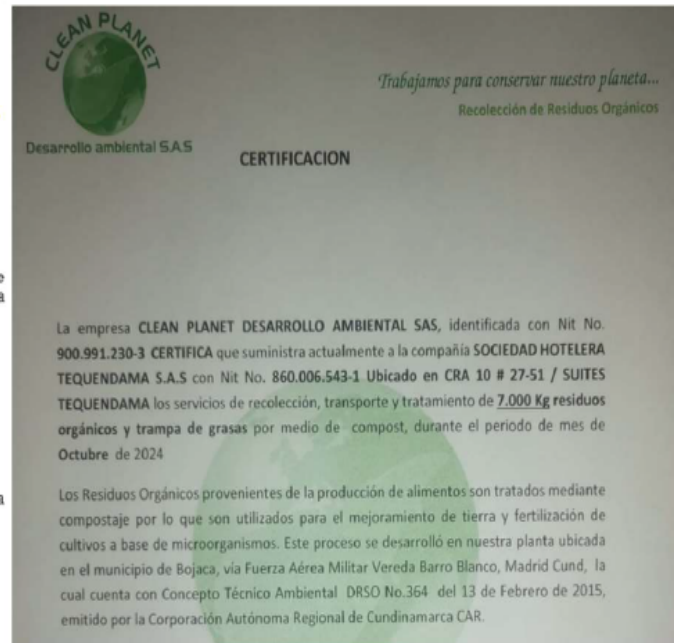 CLEAN PLANET
Desarrollo ambiental S.A.S
Trabajamos para conservar nuestro planeta...
Recolección de Residuos Orgánicos
CERTIFICACION
La empresa CLEAN PLANET DESARROLLO AMBIENTAL SAS, identificada con Nit No.
900.991.230-3 CERTIFICA que suministra actualmente a la compañía SOCIEDAD HOTELERA
TEQUENDAMA S.A.S con Nit No. 860.006.543-1 Ubicado en CRA 10 # 27-51 / SUITES
TEQUENDAMA los servicios de recolección, transporte y tratamiento de 7.000 Kg residuos
orgánicos y trampa de grasas por medio de compost, durante el periodo de mes de
Octubre de 2024
Los Residuos Orgánicos provenientes de la producción de alimentos son tratados mediante
compostaje por lo que son utilizados para el mejoramiento de tierra y fertilización de
cultivos a base de microorganismos. Este proceso se desarrolló en nuestra planta ubicada
en el municipio de Bojaca, vía Fuerza Aérea Militar Vereda Barro Blanco, Madrid Cund, la
cual cuenta con Concepto Técnico Ambiental DRSO No.364 del 13 de Febrero de 2015,
emitido por la Corporación Autónoma Regional de Cundinamarca CAR.